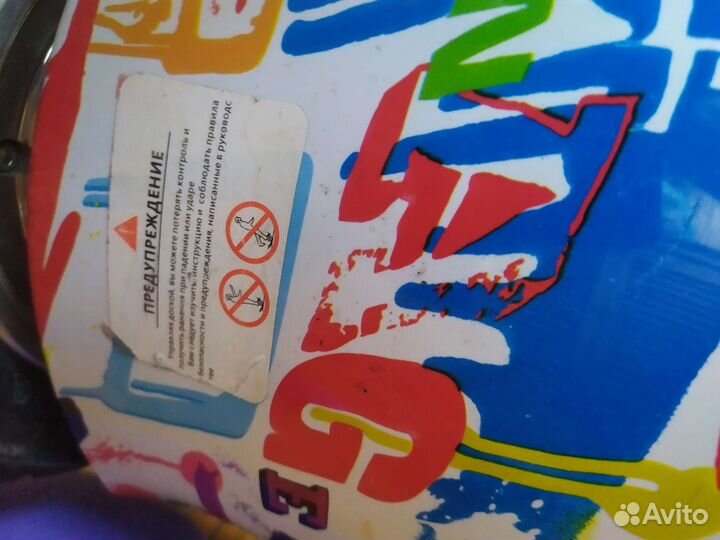 ПРЕДУПРЕЖДЕНИЕ
Управляя доской, вы можете потерять контроль и
получить ранения при падении или ударе
Вам следует изучить инструкцию и соблюдать правила
безопасности и предупреждения, написанные в руководс
тве
N
G
E
Avito